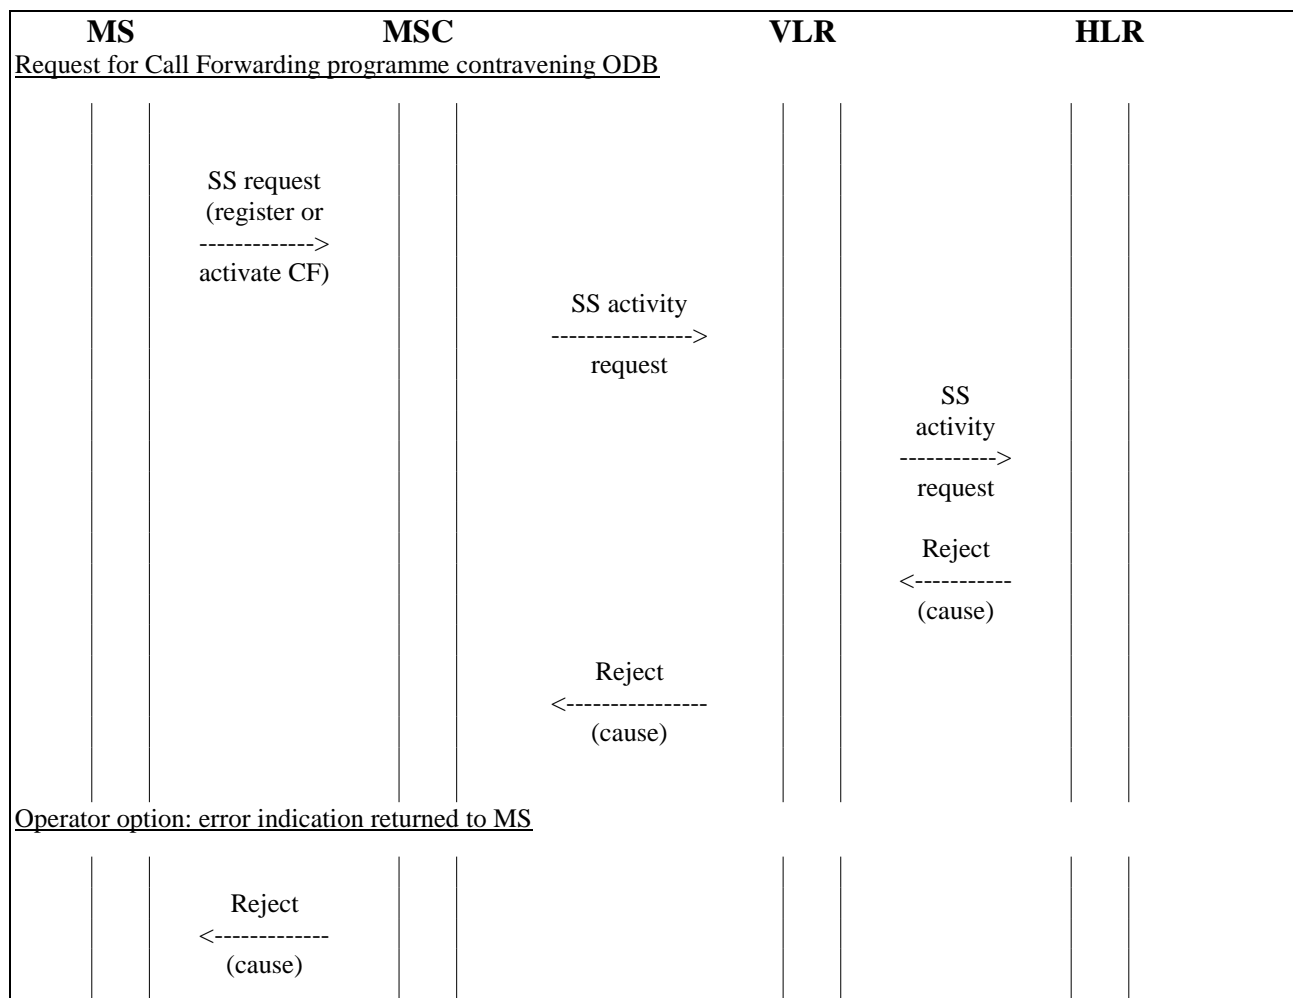 MS MSC VLR HLR
Request for Call Forwarding programme contravening ODB
SS request
(register or
------------->
activate CF)
SS activity
---------------->
request
SS
activity
----------->
request
Reject
<-----------
(cause)
Reject
<----------------
(cause)
Operator option: error indication returned to MS
Reject
<-------------
(cause)